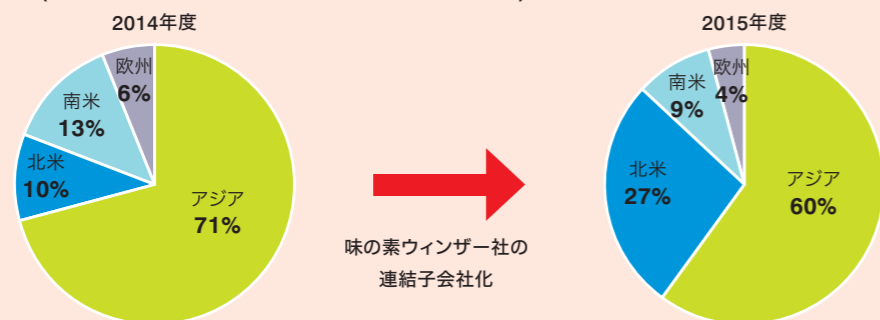 2014年度
欧州
6%
南米
13%
北米
10%
アジア
71%
味の素ウィンザー社の
連結子会社化
2015年度
欧州
4%
南米
9%
北米
27%
アジア
60%